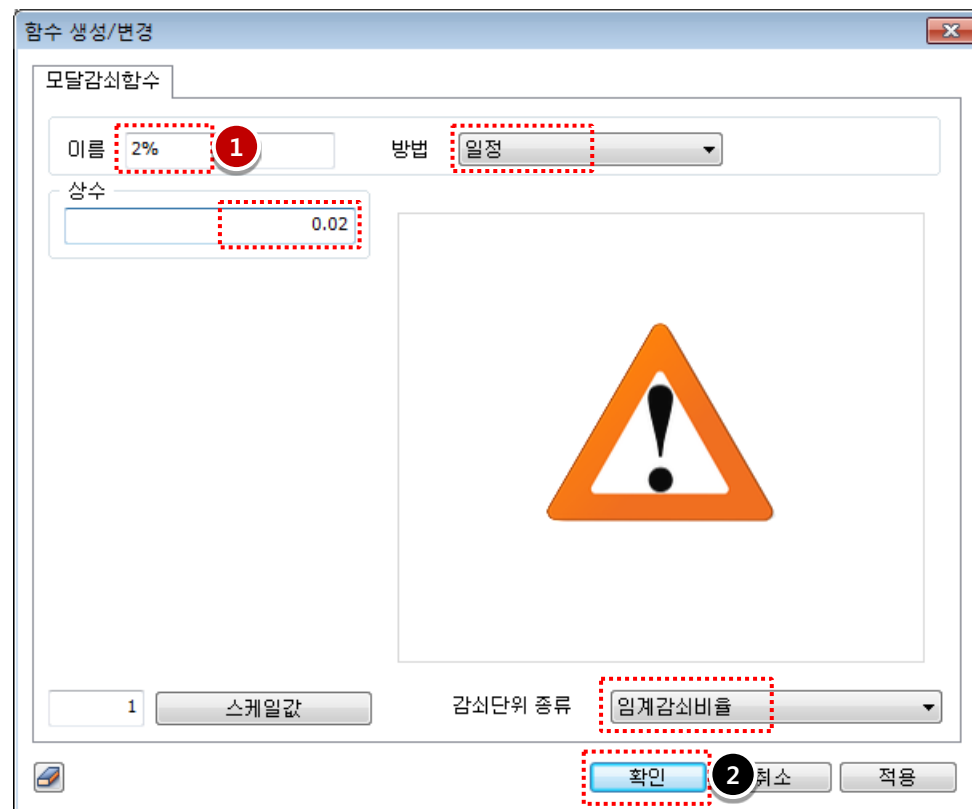 함수 생성/변경
모달감쇠함수
이름 2% 1 방법 일정
상수
0.02
1 스케일값 감쇠단위 종류 임계감쇠비율
확인 2 취소 적용